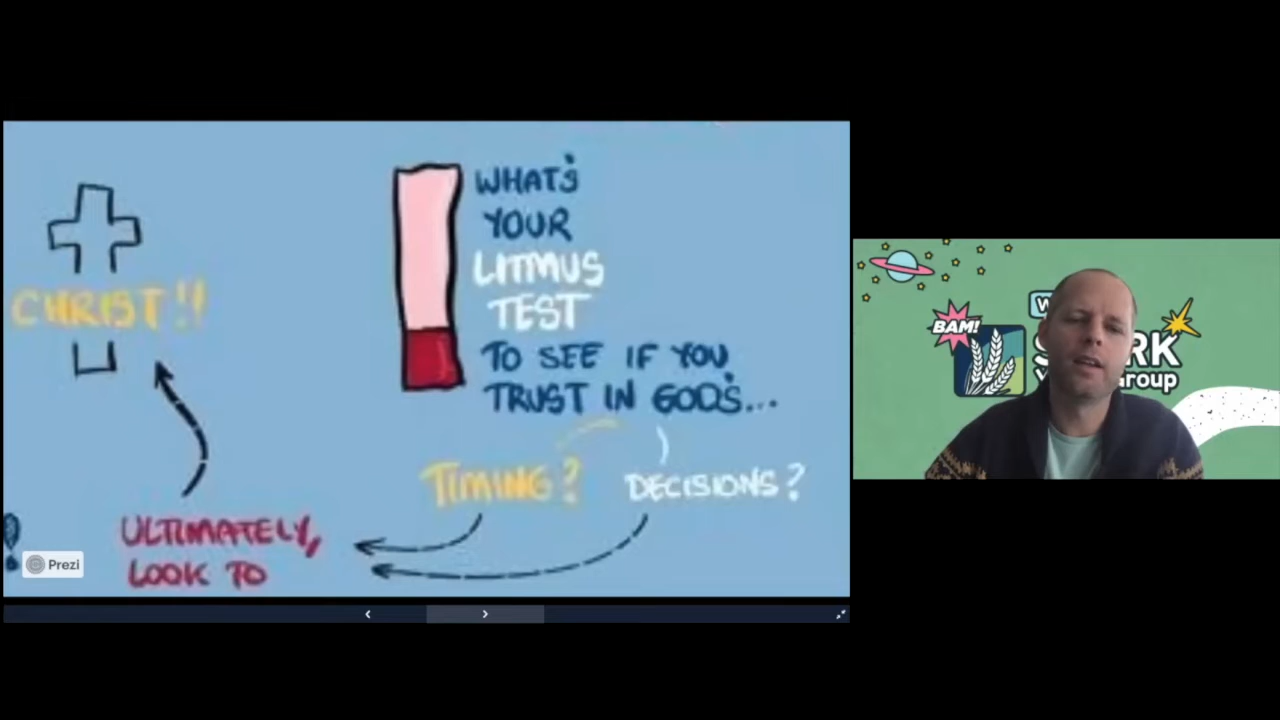 CHRIST!!
WHAT'S
YOUR
LITMUS
TEST
TO SEE IF YOU
TRUST IN GOD'S...
TIMING?
DECISIONS?
ULTIMATELY,
LOOK TO
Prezi
BAM!